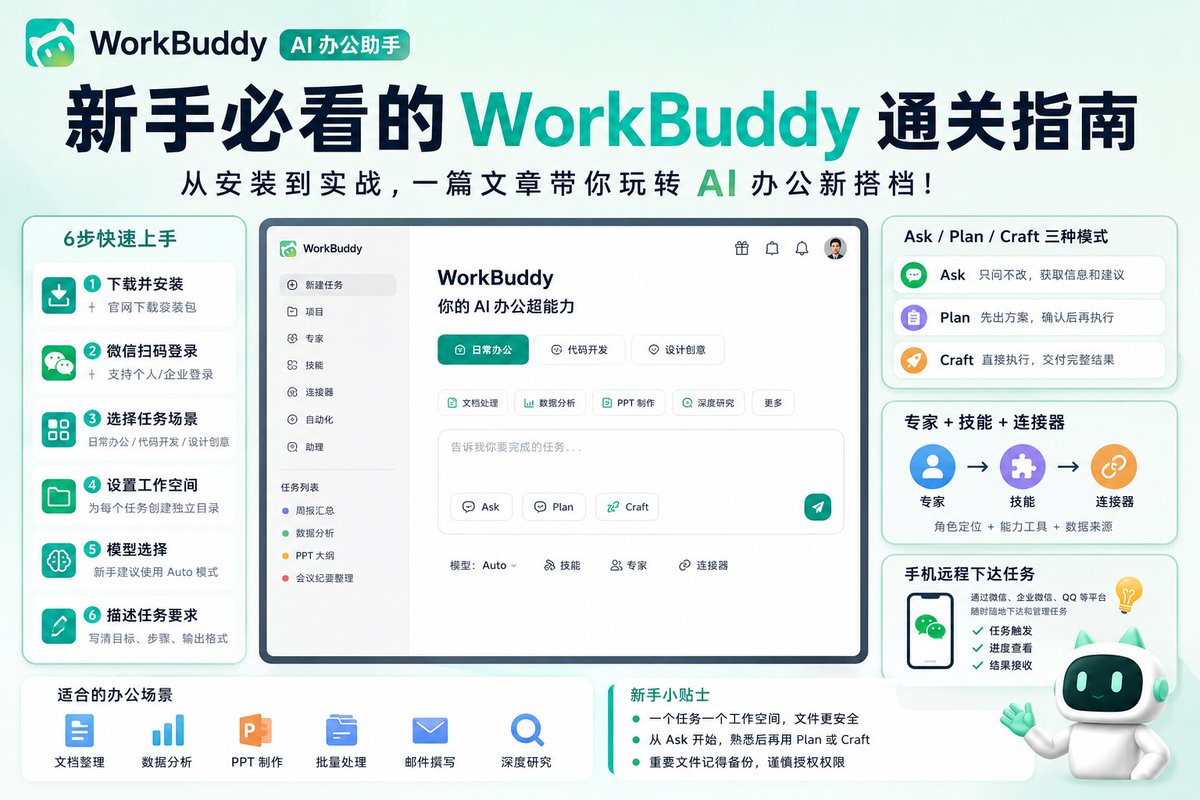 WorkBuddy AI 办公助手
新手必看的 WorkBuddy 通关指南
从安装到实战,一篇文章带你玩转 AI 办公新搭档!
6步快速上手
1 下载并安装
官网下载安装包
2 微信扫码登录
支持个人/企业登录
3 选择任务场景
日常办公 / 代码开发 / 设计创意
4 设置工作空间
为每个任务创建独立目录
5 模型选择
新手建议使用 Auto 模式
6 描述任务要求
写清目标、步骤、输出格式
WorkBuddy
新建任务
项目
专家
技能
连接器
自动化
助理
任务列表
周报汇总
数据分析
PPT 大纲
会议纪要整理
WorkBuddy
你的 AI 办公超能力
日常办公 代码开发 设计创意
文档处理 数据分析 PPT 制作 深度研究 更多
告诉我你要完成的任务...
Ask Plan Craft
模型: Auto 技能 专家 连接器
Ask / Plan / Craft 三种模式
Ask 只问不改，获取信息和建议
Plan 先出方案，确认后再执行
Craft 直接执行，交付完整结果
专家 + 技能 + 连接器
专家 技能 连接器
角色定位 + 能力工具 + 数据来源
手机远程下达任务
通过微信、企业微信、QQ 等平台
随时随地下达和管理任务
任务触发
进度查看
结果接收
适合的办公场景
P
文档整理 数据分析 PPT 制作 批量处理 邮件撰写 深度研究
新手小贴士
一个任务一个工作空间，文件更安全
从 Ask 开始，熟悉后再用 Plan 或 Craft
重要文件记得备份，谨慎授权权限